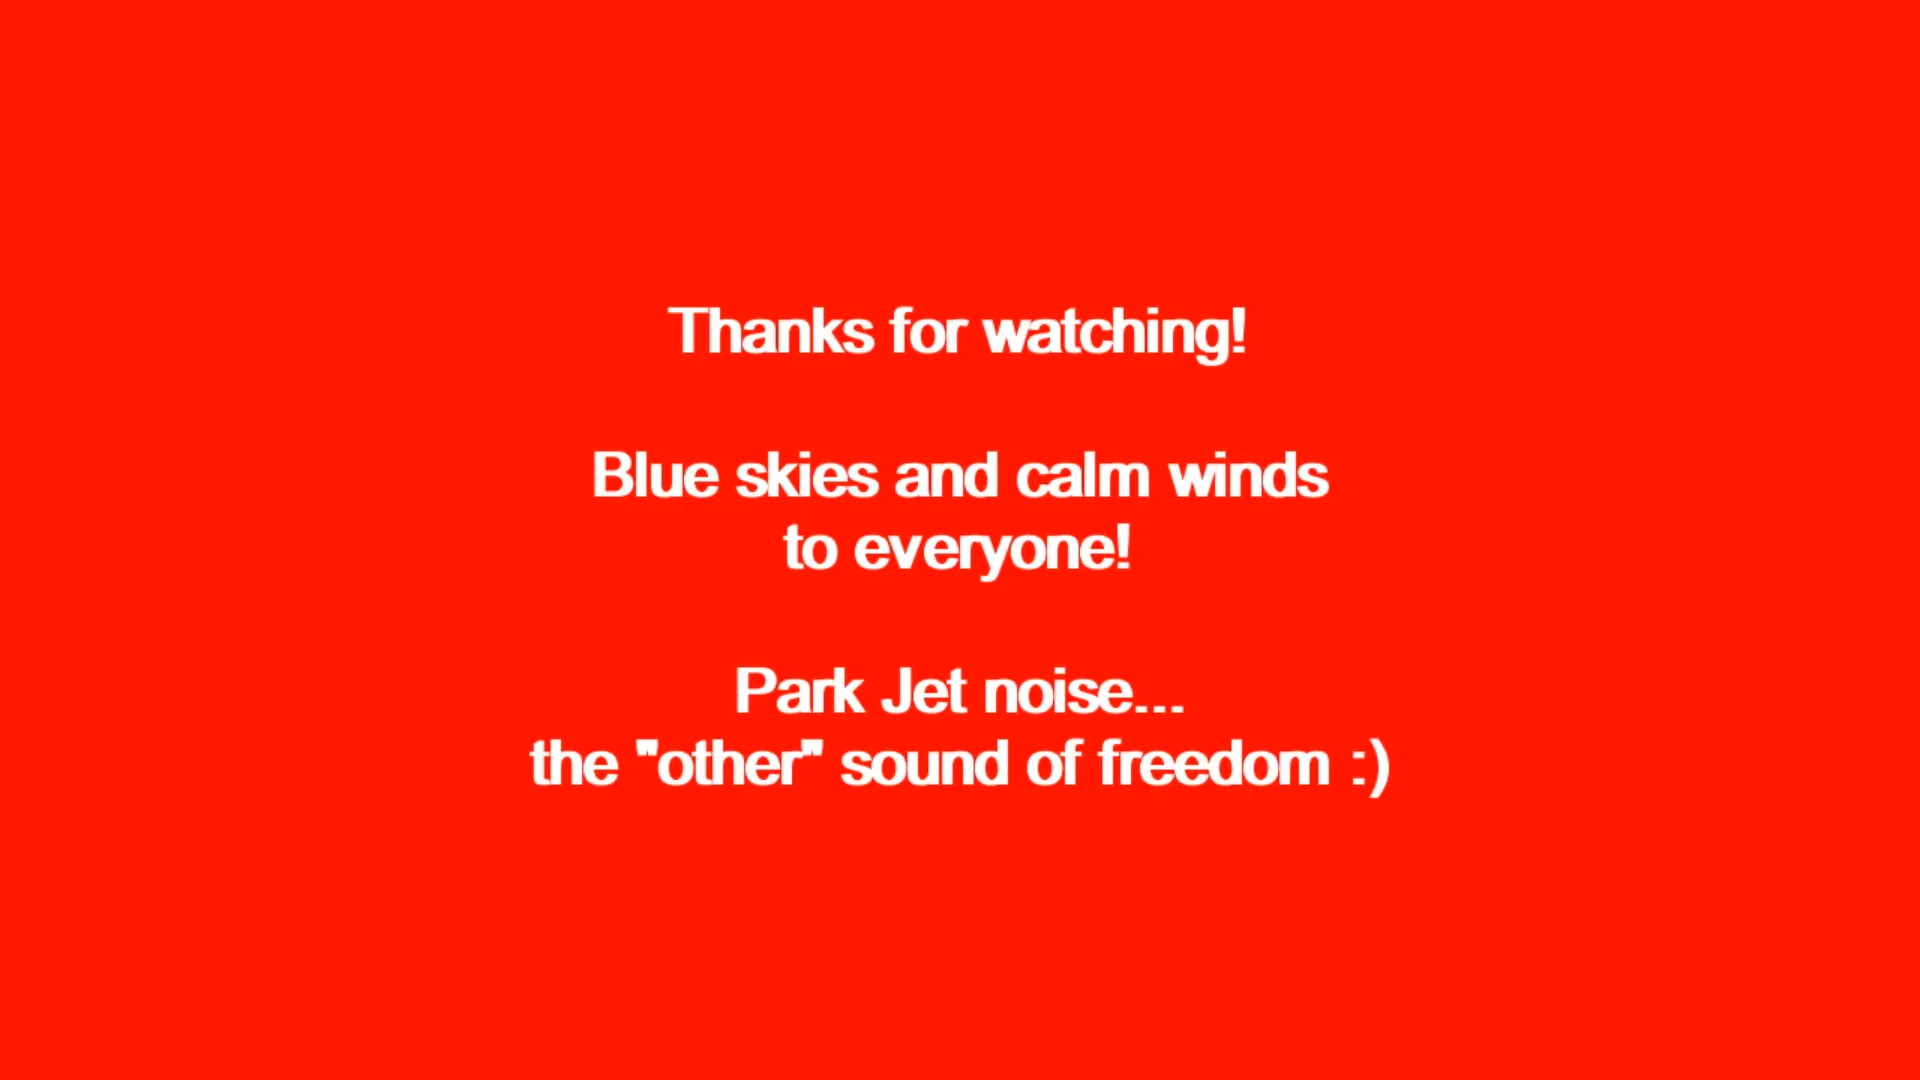 Thanks for watching!
Blue skies and calm winds
to everyone!
Park Jet noise...
the "other" sound of freedom :)